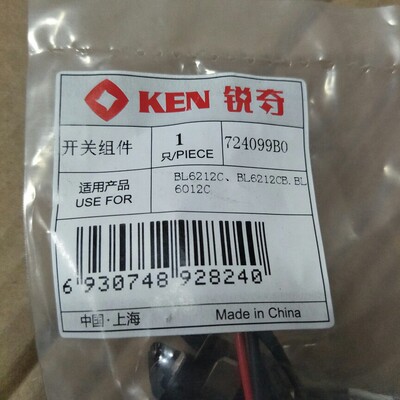 KEN 锐奇
开关组件
1
只/PIECE
724099B0
适用产品
USE FOR
BL6212C、BL6212CB.BL
6012C
6 930748 928240
中国·上海
Made in China